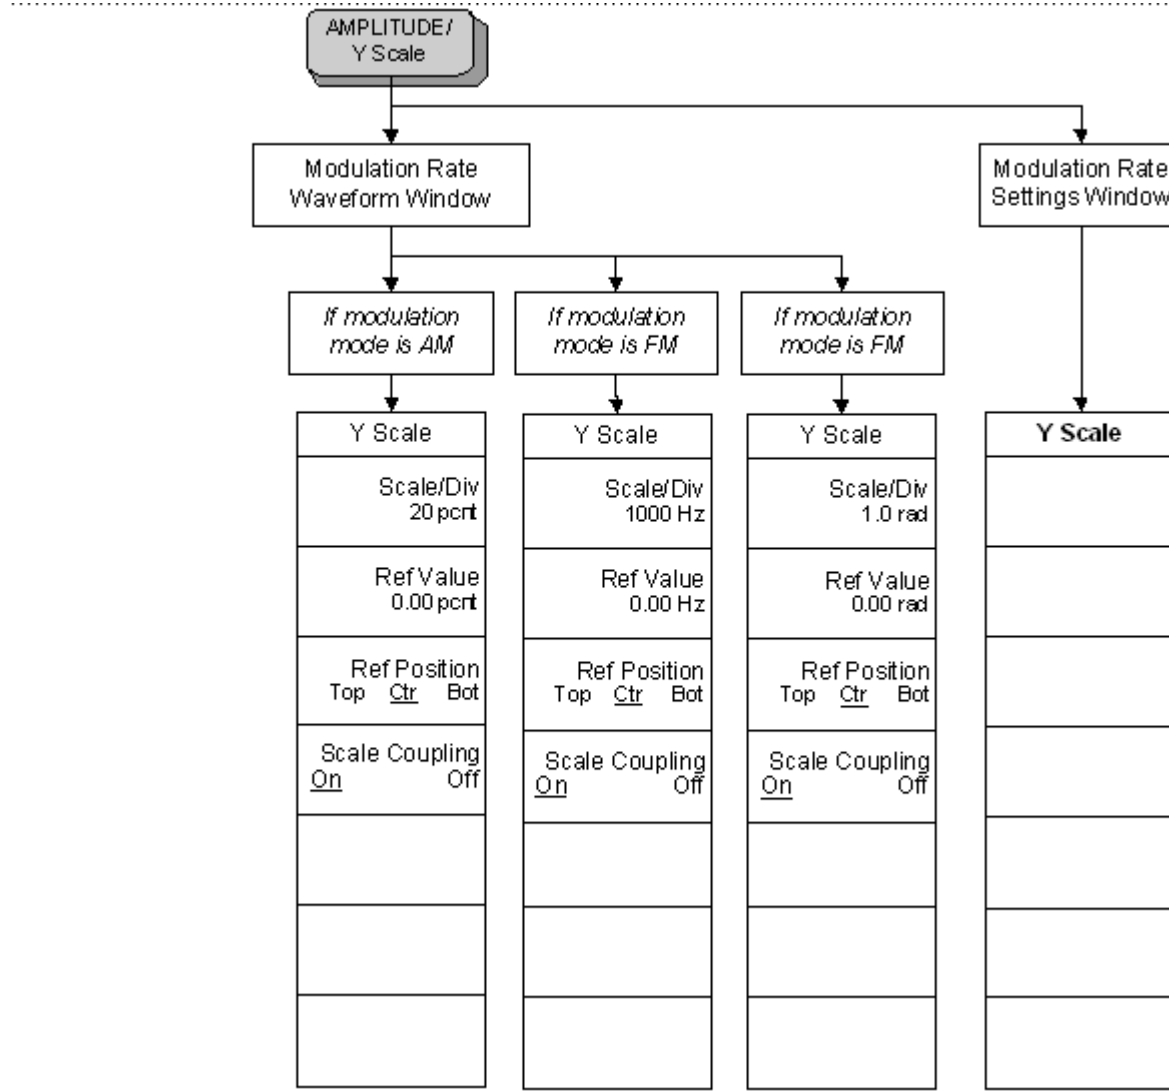 AMPLITUDE/
Y Scale
Modulation Rate
Waveform Window
Modulation Rate
Settings Window
If modulation
mode is AM
If modulation
mode is FM
If modulation
mode is FM
Y Scale
Scale/Div
20 pcnt
Ref Value
0.00 pcnt
Ref Position
Top Ctr Bot
Scale Coupling
On Off
Y Scale
Scale/Div
1000 Hz
Ref Value
0.00 Hz
Ref Position
Top Ctr Bot
Scale Coupling
On Off
Y Scale
Scale/Div
1.0 rad
Ref Value
0.00 rad
Ref Position
Top Ctr Bot
Scale Coupling
On Off
Y Scale